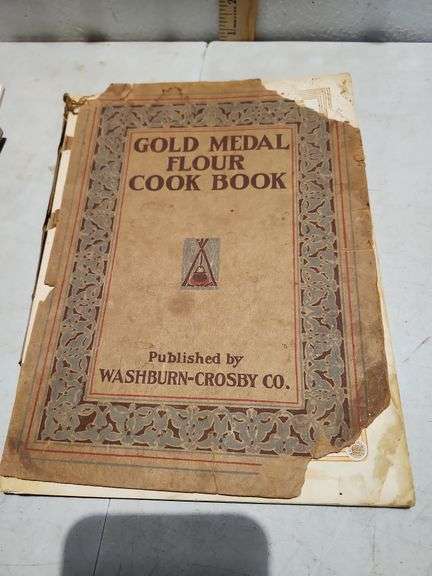 GOLD MEDAL
FLOUR
COOK BOOK
Published by
WASHBURN-CROSBY CO.